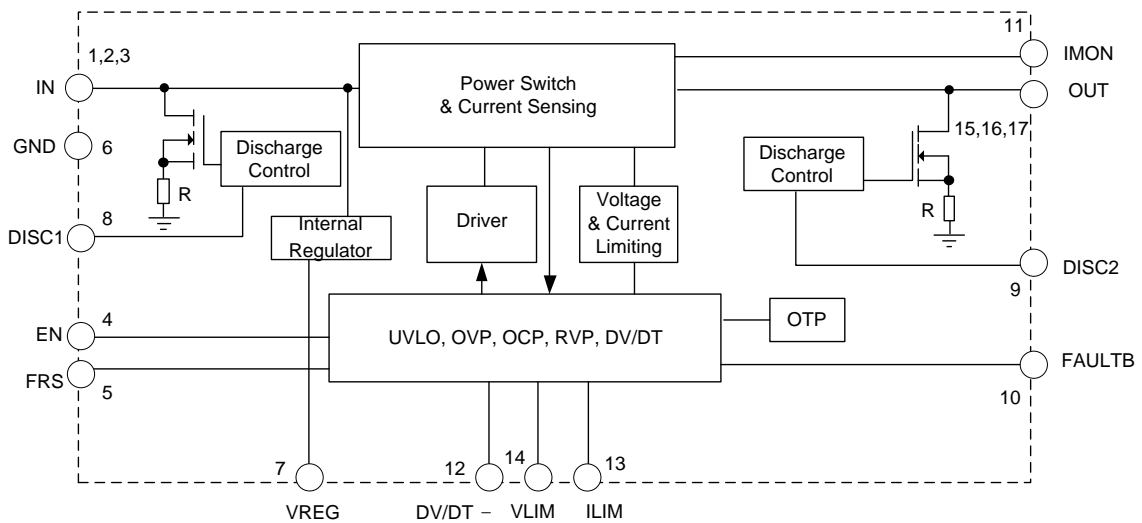 11
1,2,3
IMON
IN
Power Switch
& Current Sensing
OUT
GND
6
15,16,17
Discharge
Control
Discharge
Control
R
Voltage
& Current
Limiting
R
8
Driver
Internal
Regulator
DISC1
DISC2
9
4
OTP
EN
UVLO, OVP, OCP, RVP, DV/DT
FRS
FAULTB
5
10
7
12
14
13
VREG
DV/DT –
VLIM
ILIM